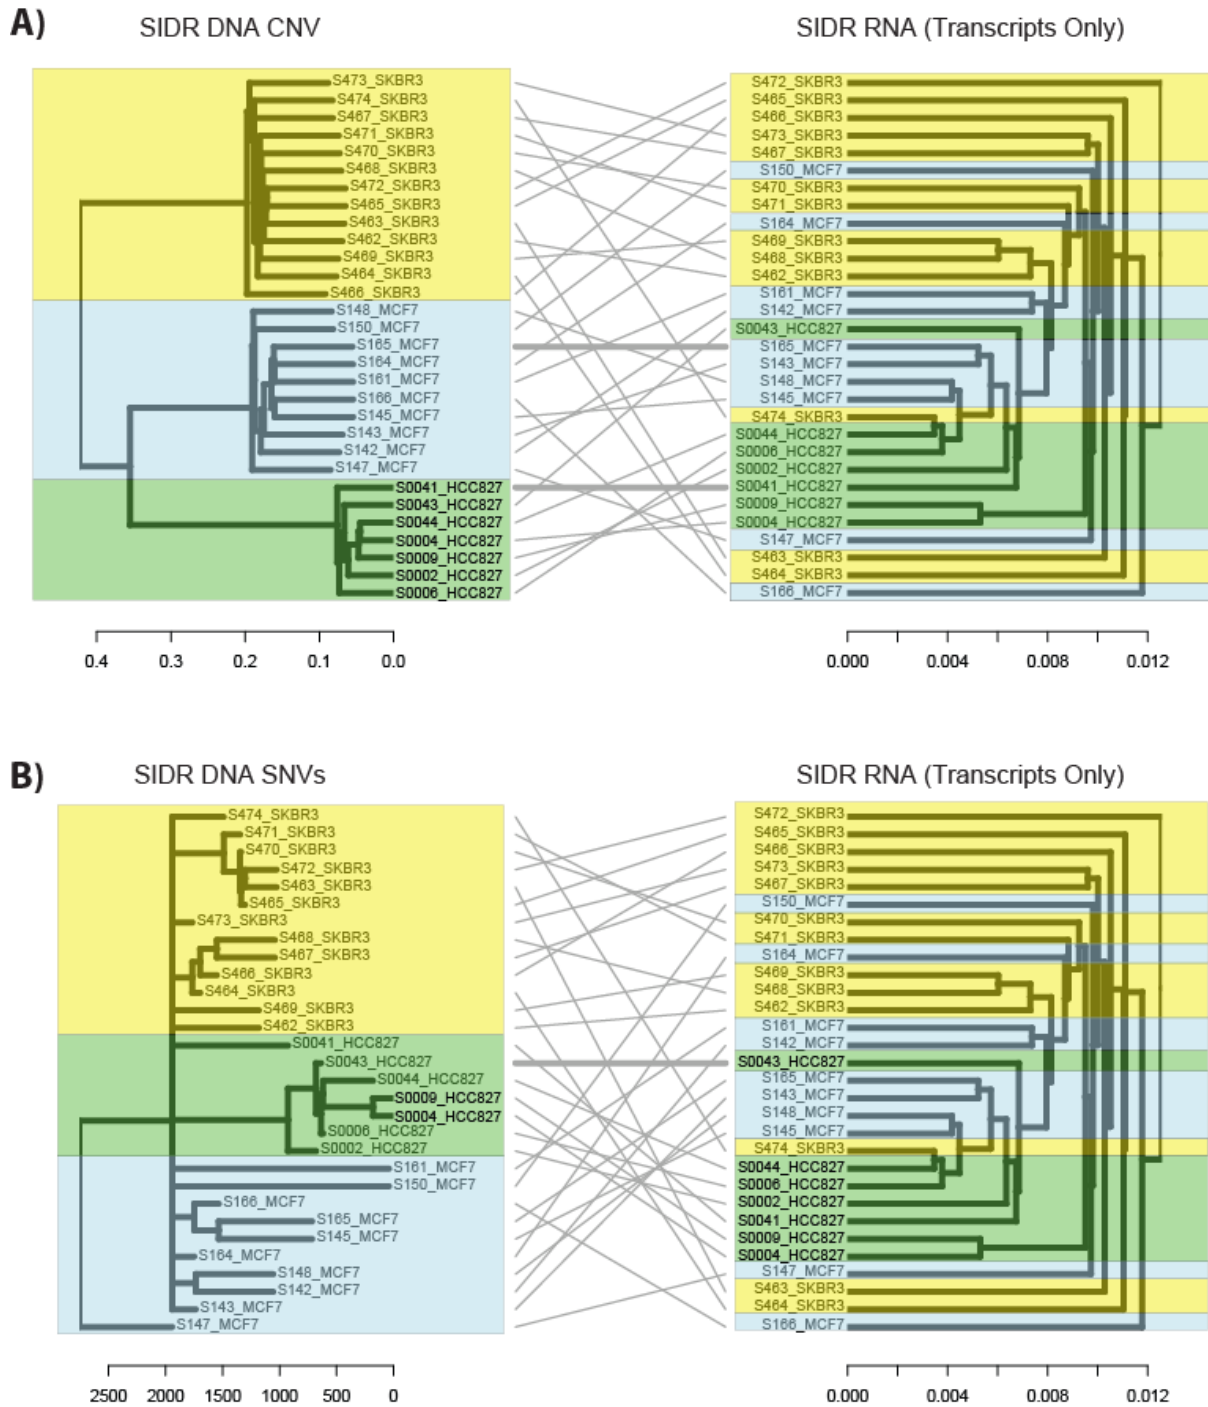 A)
SIDR DNA CNV
SIDR RNA (Transcripts Only)
S473_SKBR3
S474_SKBR3
S467_SKBR3
S471_SKBR3
S470_SKBR3
S468_SKBR3
S472_SKBR3
S465_SKBR3
S463_SKBR3
S462_SKBR3
S469_SKBR3
S464_SKBR3
S466_SKBR3
S148_MCF7
S150_MCF7
S165_MCF7
S164_MCF7
S161_MCF7
S166_MCF7
S145_MCF7
S143_MCF7
S142_MCF7
S147_MCF7
S0041_HCC827
S0043_HCC827
S0044_HCC827
S0004_HCC827
S0009_HCC827
S0002_HCC827
S0006_HCC827
0.4 0.3 0.2 0.1 0.0
S472_SKBR3
S465_SKBR3
S466_SKBR3
S473_SKBR3
S467_SKBR3
S150_MCF7
S470_SKBR3
S471_SKBR3
S164_MCF7
S469_SKBR3
S468_SKBR3
S462_SKBR3
S161_MCF7
S142_MCF7
S0043_HCC827
S165_MCF7
S143_MCF7
S148_MCF7
S145_MCF7
S474_SKBR3
S0044_HCC827
S0006_HCC827
S0002_HCC827
S0041_HCC827
S0009_HCC827
S0004_HCC827
S147_MCF7
S463_SKBR3
S464_SKBR3
S166_MCF7
0.000 0.004 0.008 0.012
B)
SIDR DNA SNVs
SIDR RNA (Transcripts Only)
S474_SKBR3
S471_SKBR3
S470_SKBR3
S472_SKBR3
S463_SKBR3
S465_SKBR3
S473_SKBR3
S468_SKBR3
S467_SKBR3
S466_SKBR3
S464_SKBR3
S469_SKBR3
S462_SKBR3
S0041_HCC827
S0043_HCC827
S0044_HCC827
S0009_HCC827
S0004_HCC827
S0006_HCC827
S0002_HCC827
S161_MCF7
S150_MCF7
S166_MCF7
S165_MCF7
S145_MCF7
S164_MCF7
S148_MCF7
S142_MCF7
S143_MCF7
S147_MCF7
2500 2000 1500 1000 500 0
S472_SKBR3
S465_SKBR3
S466_SKBR3
S473_SKBR3
S467_SKBR3
S150_MCF7
S470_SKBR3
S471_SKBR3
S164_MCF7
S469_SKBR3
S468_SKBR3
S462_SKBR3
S161_MCF7
S142_MCF7
S0043_HCC827
S165_MCF7
S143_MCF7
S148_MCF7
S145_MCF7
S474_SKBR3
S0044_HCC827
S0006_HCC827
S0002_HCC827
S0041_HCC827
S0009_HCC827
S0004_HCC827
S147_MCF7
S463_SKBR3
S464_SKBR3
S166_MCF7
0.000 0.004 0.008 0.012